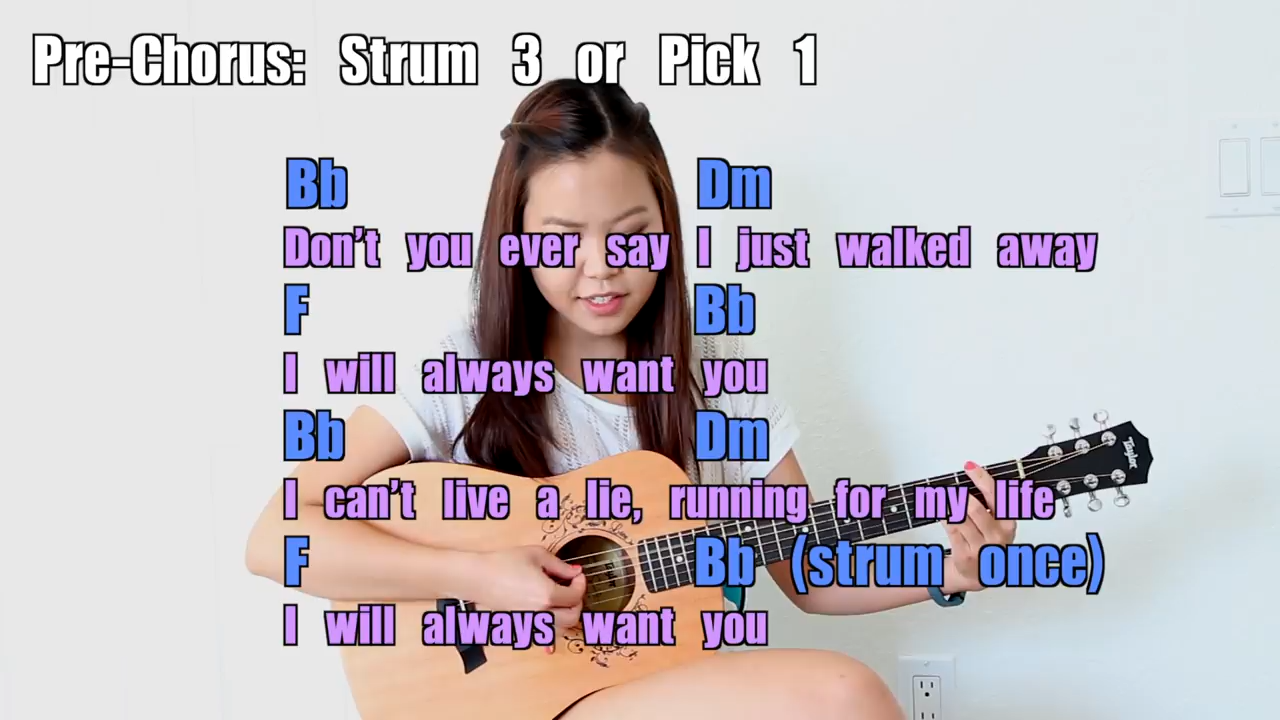 Pre-Chorus: Strum 3 or Pick 1
Bb Dm
Don't you ever say I just walked away
F Bb
I will always want you
Bb Dm
I can't live a lie, running for my life
F Bb (strum once)
I will always want you
Taylor